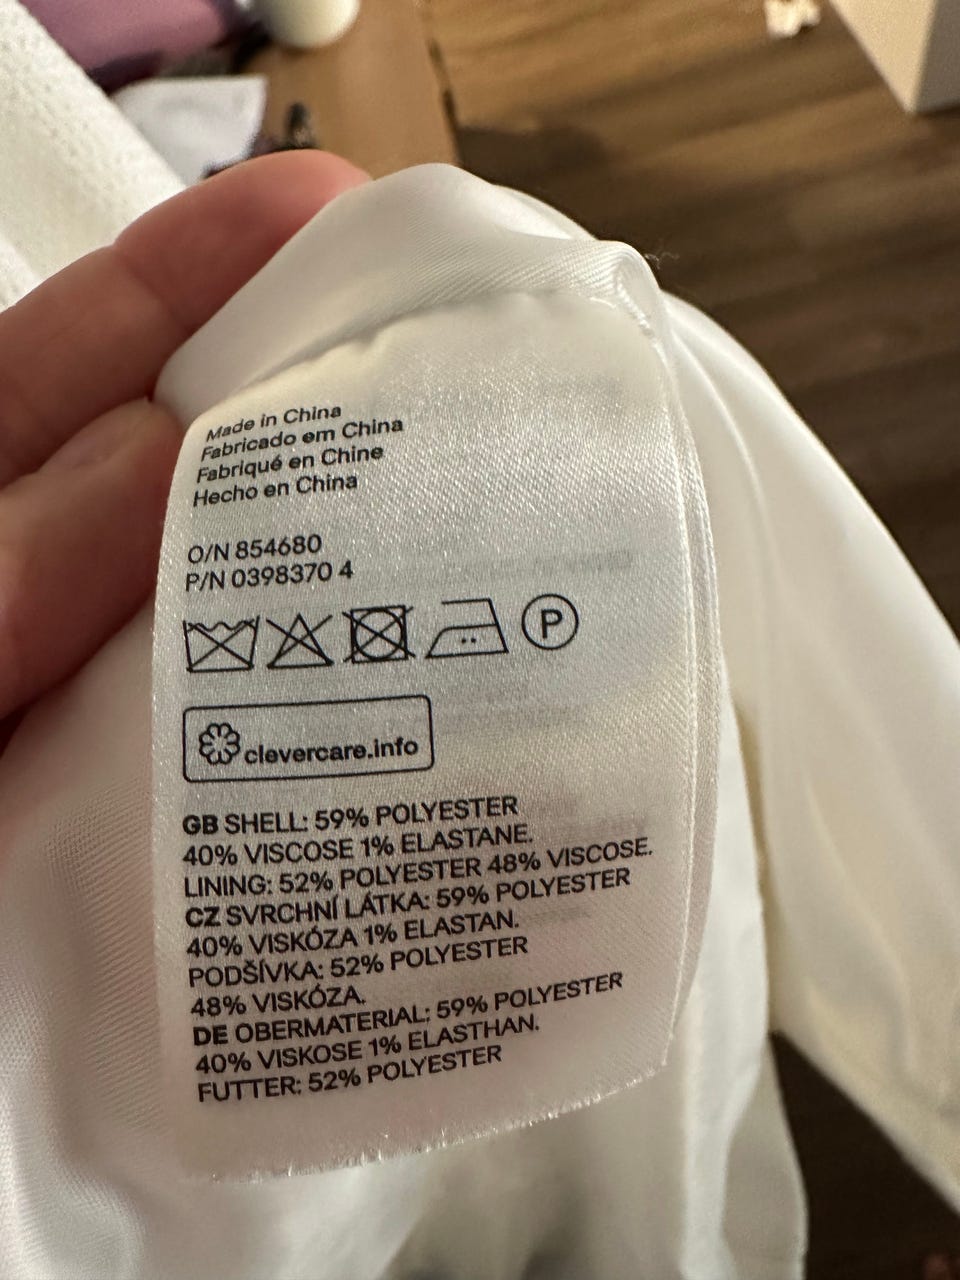 Made in China
Fabricado em China
Fabriqué en Chine
Hecho en China
O/N 854680
P/N 0398370 4
P
clevercare.info
GB SHELL: 59% POLYESTER
40% VISCOSE 1% ELASTANE.
LINING: 52% POLYESTER 48% VISCOSE.
CZ SVRCHNÍ LÁTKA: 59% POLYESTER
40% VISKÓZA 1% ELASTAN.
PODŠÍVKA: 52% POLYESTER
48% VISKÓZA.
DE OBERMATERIAL: 59% POLYESTER
40% VISKOSE 1% ELASTHAN.
FUTTER: 52% POLYESTER